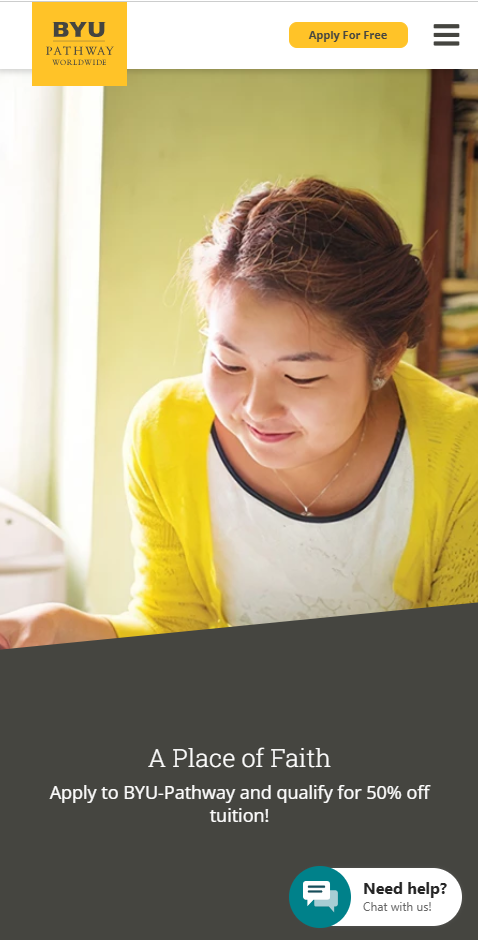 BYU
PATHWAY
WORLDWIDE
Apply For Free
A Place of Faith
Apply to BYU-Pathway and qualify for 50% off
tuition!
Need help?
Chat with us!